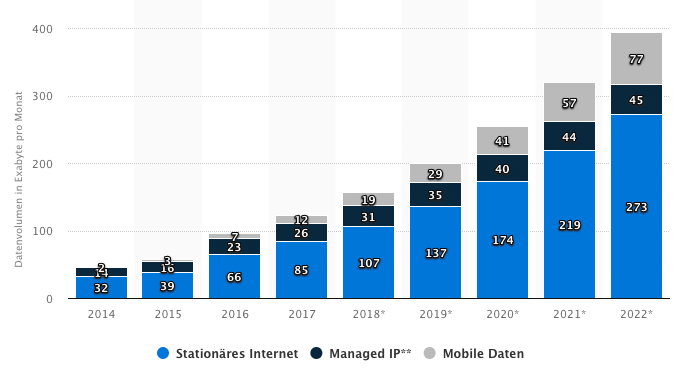 Datenvolumen in Exabyte pro Monat
400
300
200
100
0
2 3 7 12 19 29 41 57 77
14 16 23 26 31 35 40 44 45
32 39 66 85 107 137 174 219 273
2014 2015 2016 2017 2018* 2019* 2020* 2021* 2022*
Stationäres Internet Managed IP** Mobile Daten